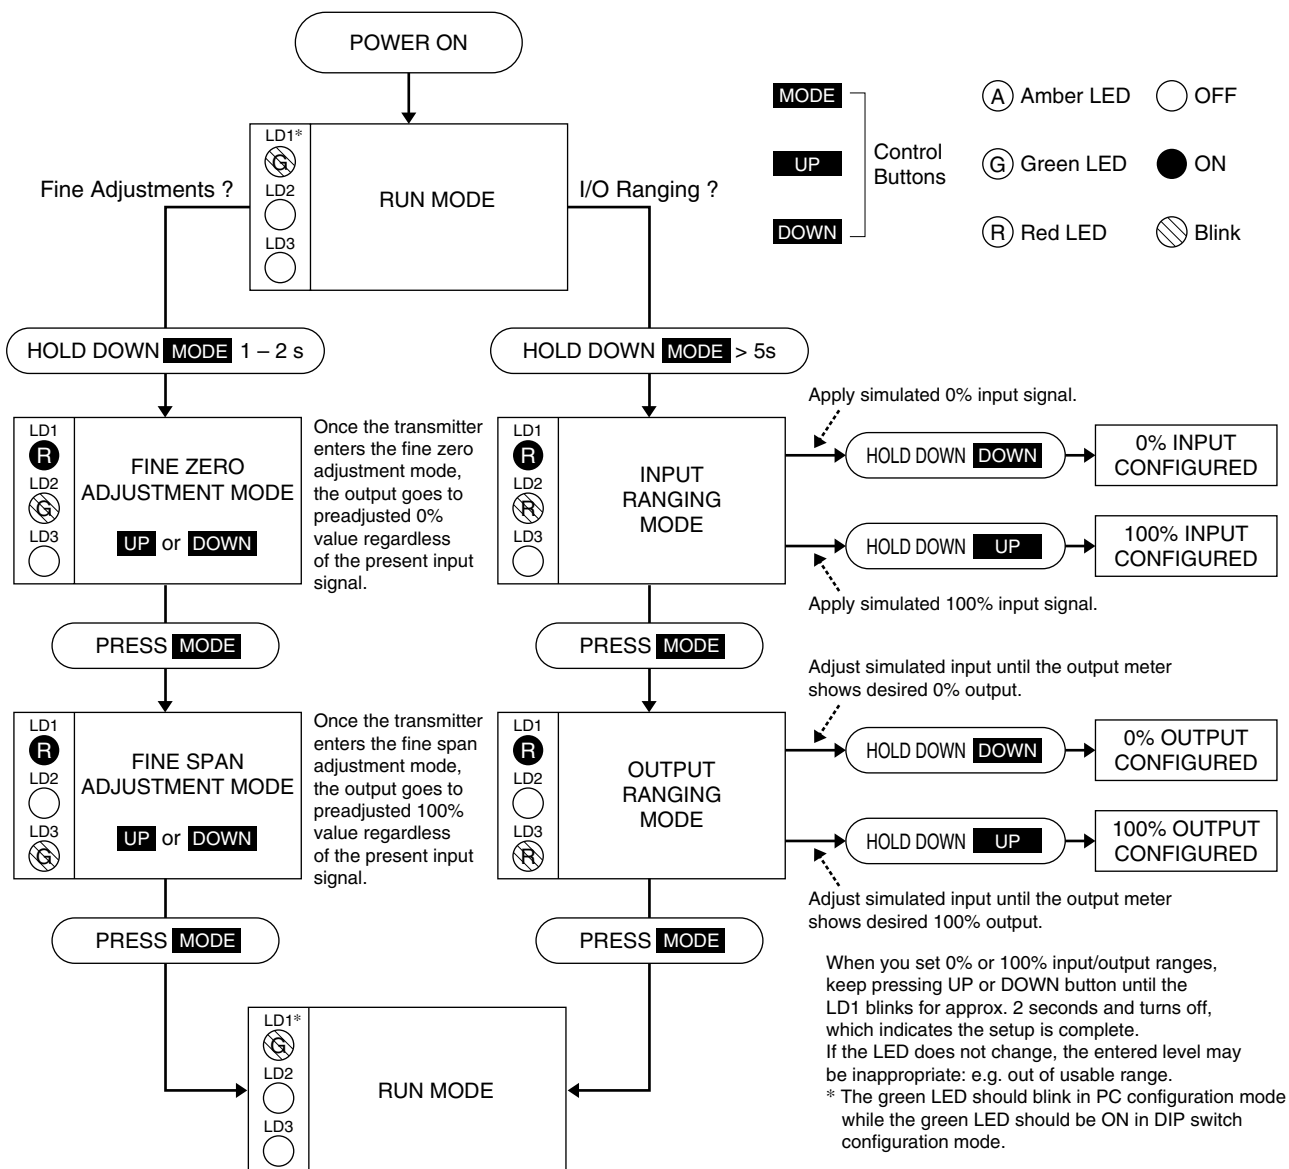 POWER ON
MODE
UP
DOWN
Control
Buttons
A Amber LED
OFF
G Green LED
ON
R Red LED
Blink
LD1*
G
LD2
LD3
RUN MODE
Fine Adjustments ?
I/O Ranging ?
HOLD DOWN MODE 1 – 2 s
HOLD DOWN MODE > 5s
LD1
R
LD2
G
LD3
FINE ZERO
ADJUSTMENT MODE
UP or DOWN
Once the transmitter
enters the fine zero
adjustment mode,
the output goes to
preadjusted 0%
value regardless
of the present input
signal.
LD1
R
LD2
R
LD3
INPUT
RANGING
MODE
Apply simulated 0% input signal.
HOLD DOWN DOWN
0% INPUT
CONFIGURED
HOLD DOWN UP
100% INPUT
CONFIGURED
Apply simulated 100% input signal.
PRESS MODE
PRESS MODE
LD1
R
LD2
LD3
G
FINE SPAN
ADJUSTMENT MODE
UP or DOWN
Once the transmitter
enters the fine span
adjustment mode,
the output goes to
preadjusted 100%
value regardless
of the present input
signal.
LD1
R
LD2
LD3
R
OUTPUT
RANGING
MODE
Adjust simulated input until the output meter
shows desired 0% output.
HOLD DOWN DOWN
0% OUTPUT
CONFIGURED
HOLD DOWN UP
100% OUTPUT
CONFIGURED
Adjust simulated input until the output meter
shows desired 100% output.
PRESS MODE
PRESS MODE
LD1*
G
LD2
LD3
RUN MODE
When you set 0% or 100% input/output ranges,
keep pressing UP or DOWN button until the
LD1 blinks for approx. 2 seconds and turns off,
which indicates the setup is complete.
If the LED does not change, the entered level may
be inappropriate: e.g. out of usable range.
* The green LED should blink in PC configuration mode
while the green LED should be ON in DIP switch
configuration mode.